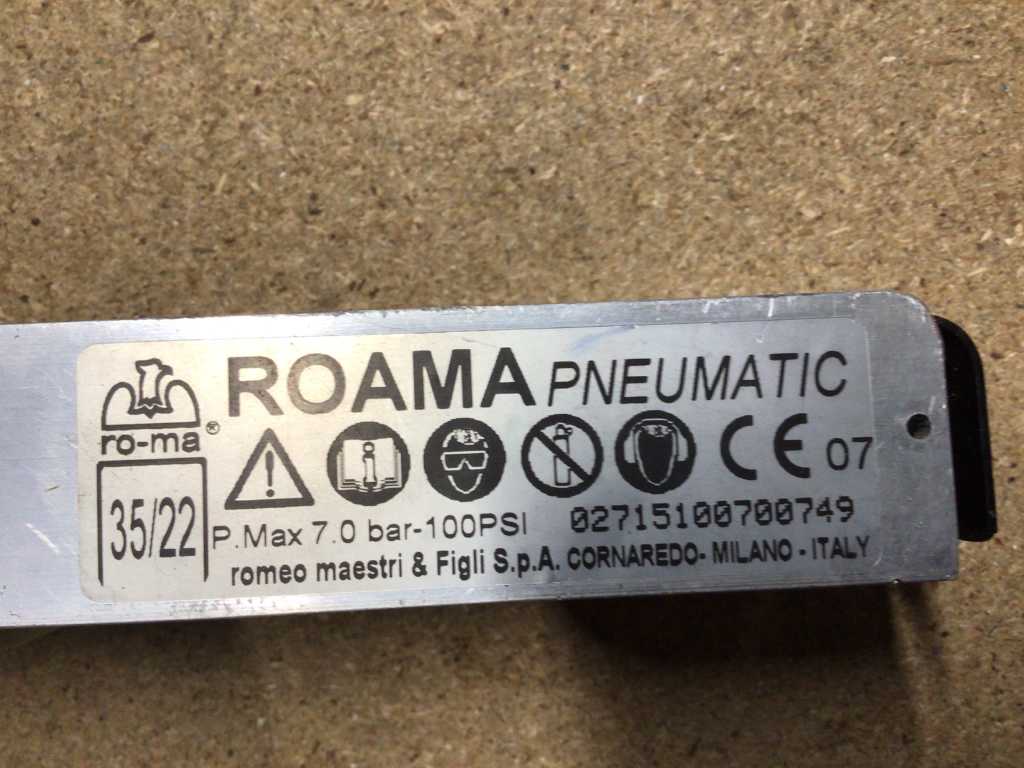 ROAMA PNEUMATIC
ro-ma®
CE 07
35/22
P.Max 7.0 bar-100PSI 02715100700749
romeo maestri & Figli S.p.A. CORNAREDO- MILANO - ITALY